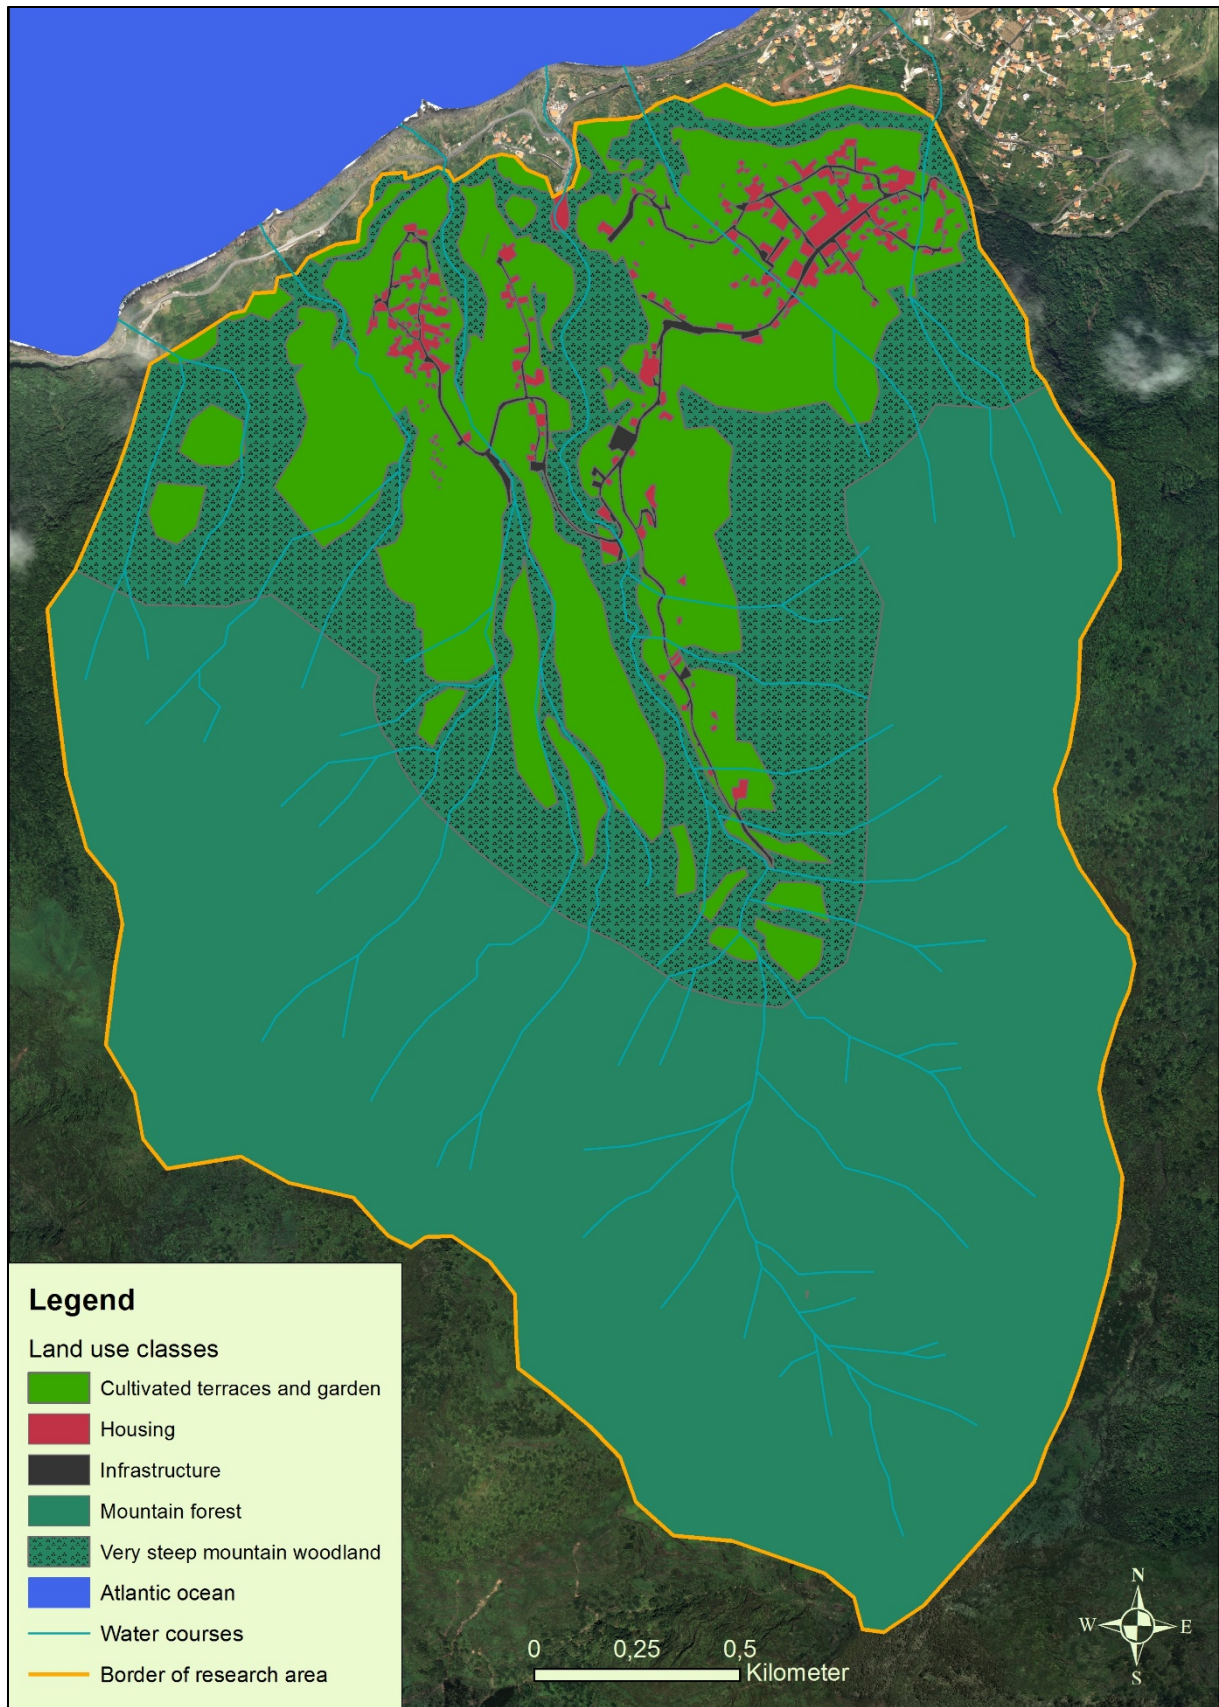 Legend
Land use classes
Cultivated terraces and garden
Housing
Infrastructure
Mountain forest
Very steep mountain woodland
Atlantic ocean
Water courses
Border of research area
0 0,25 0,5
Kilometer
N
W E
S